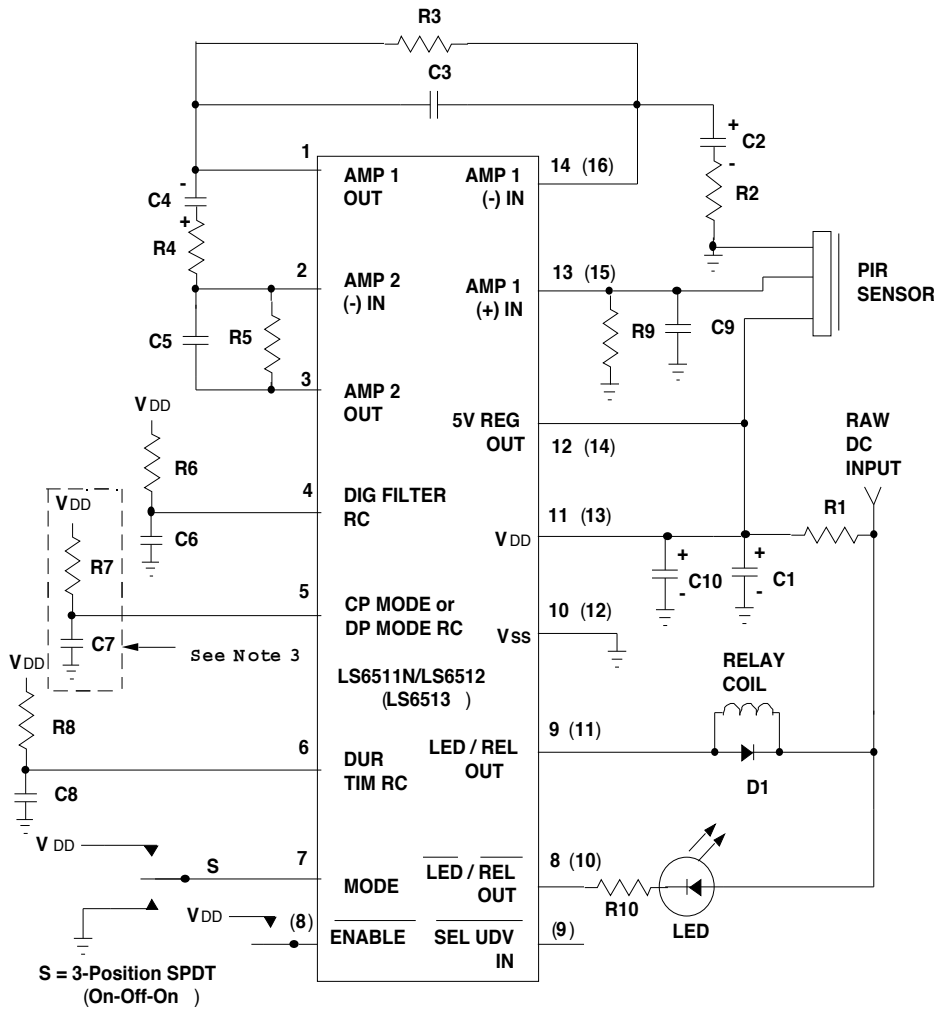 R3
C3
1
AMP 1
OUT
AMP 1
(-) IN
14 (16)
+
C2
-
R2
C4
-
+
R4
2
AMP 2
(-) IN
13 (15)
AMP 1
(+) IN
PIR
SENSOR
C5
R5
R9
C9
3
AMP 2
OUT
VDD
R6
5V REG
OUT
12 (14)
RAW
DC
INPUT
4
DIG FILTER
RC
C6
VDD
R7
11 (13)
VDD
R1
+
C10
-
+
C1
-
5
CP MODE or
DP MODE RC
10 (12)
VSS
C7
See Note 3
VDD
LS6511N/LS6512
(LS6513 )
RELAY
COIL
R8
6
DUR
TIM RC
9 (11)
LED / REL
OUT
D1
C8
VDD
S
7
MODE
8 (10)
LED / REL
OUT
R10
LED
VDD
(8)
ENABLE
SEL UDV
IN
(9)
S = 3-Position SPDT
(On-Off-On )